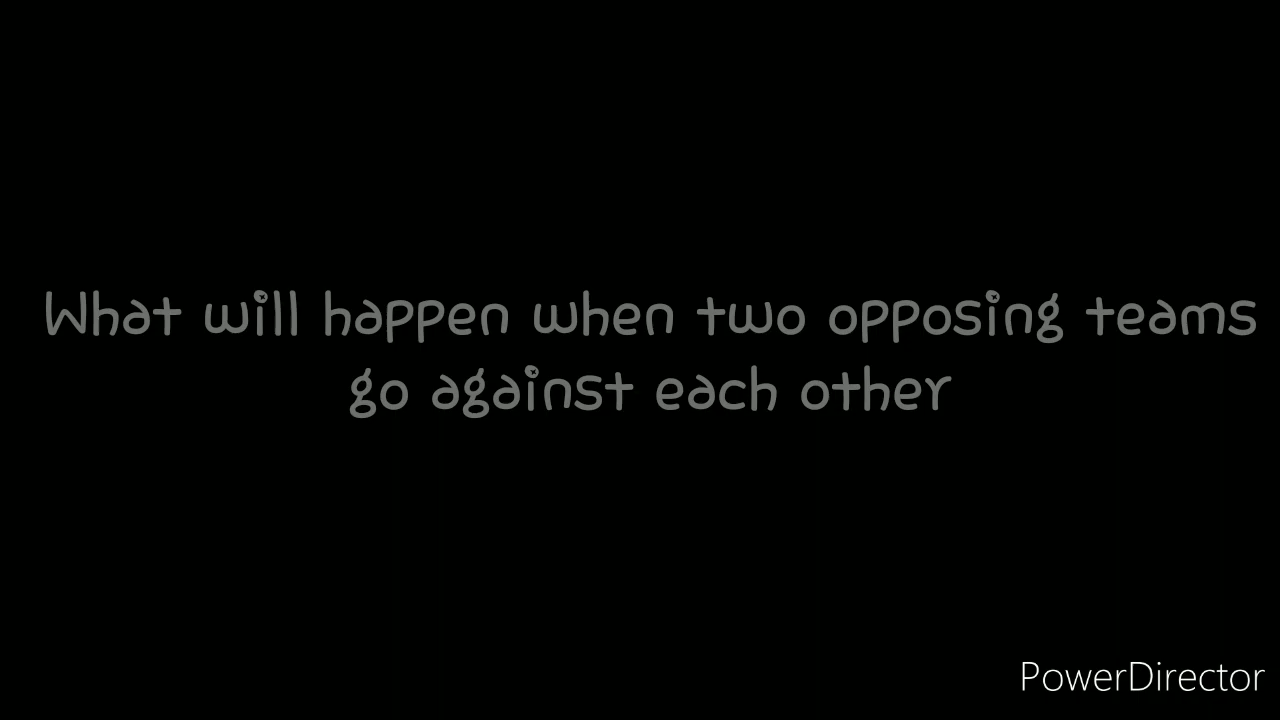 What will happen when two opposing teams
go against each other
PowerDirector